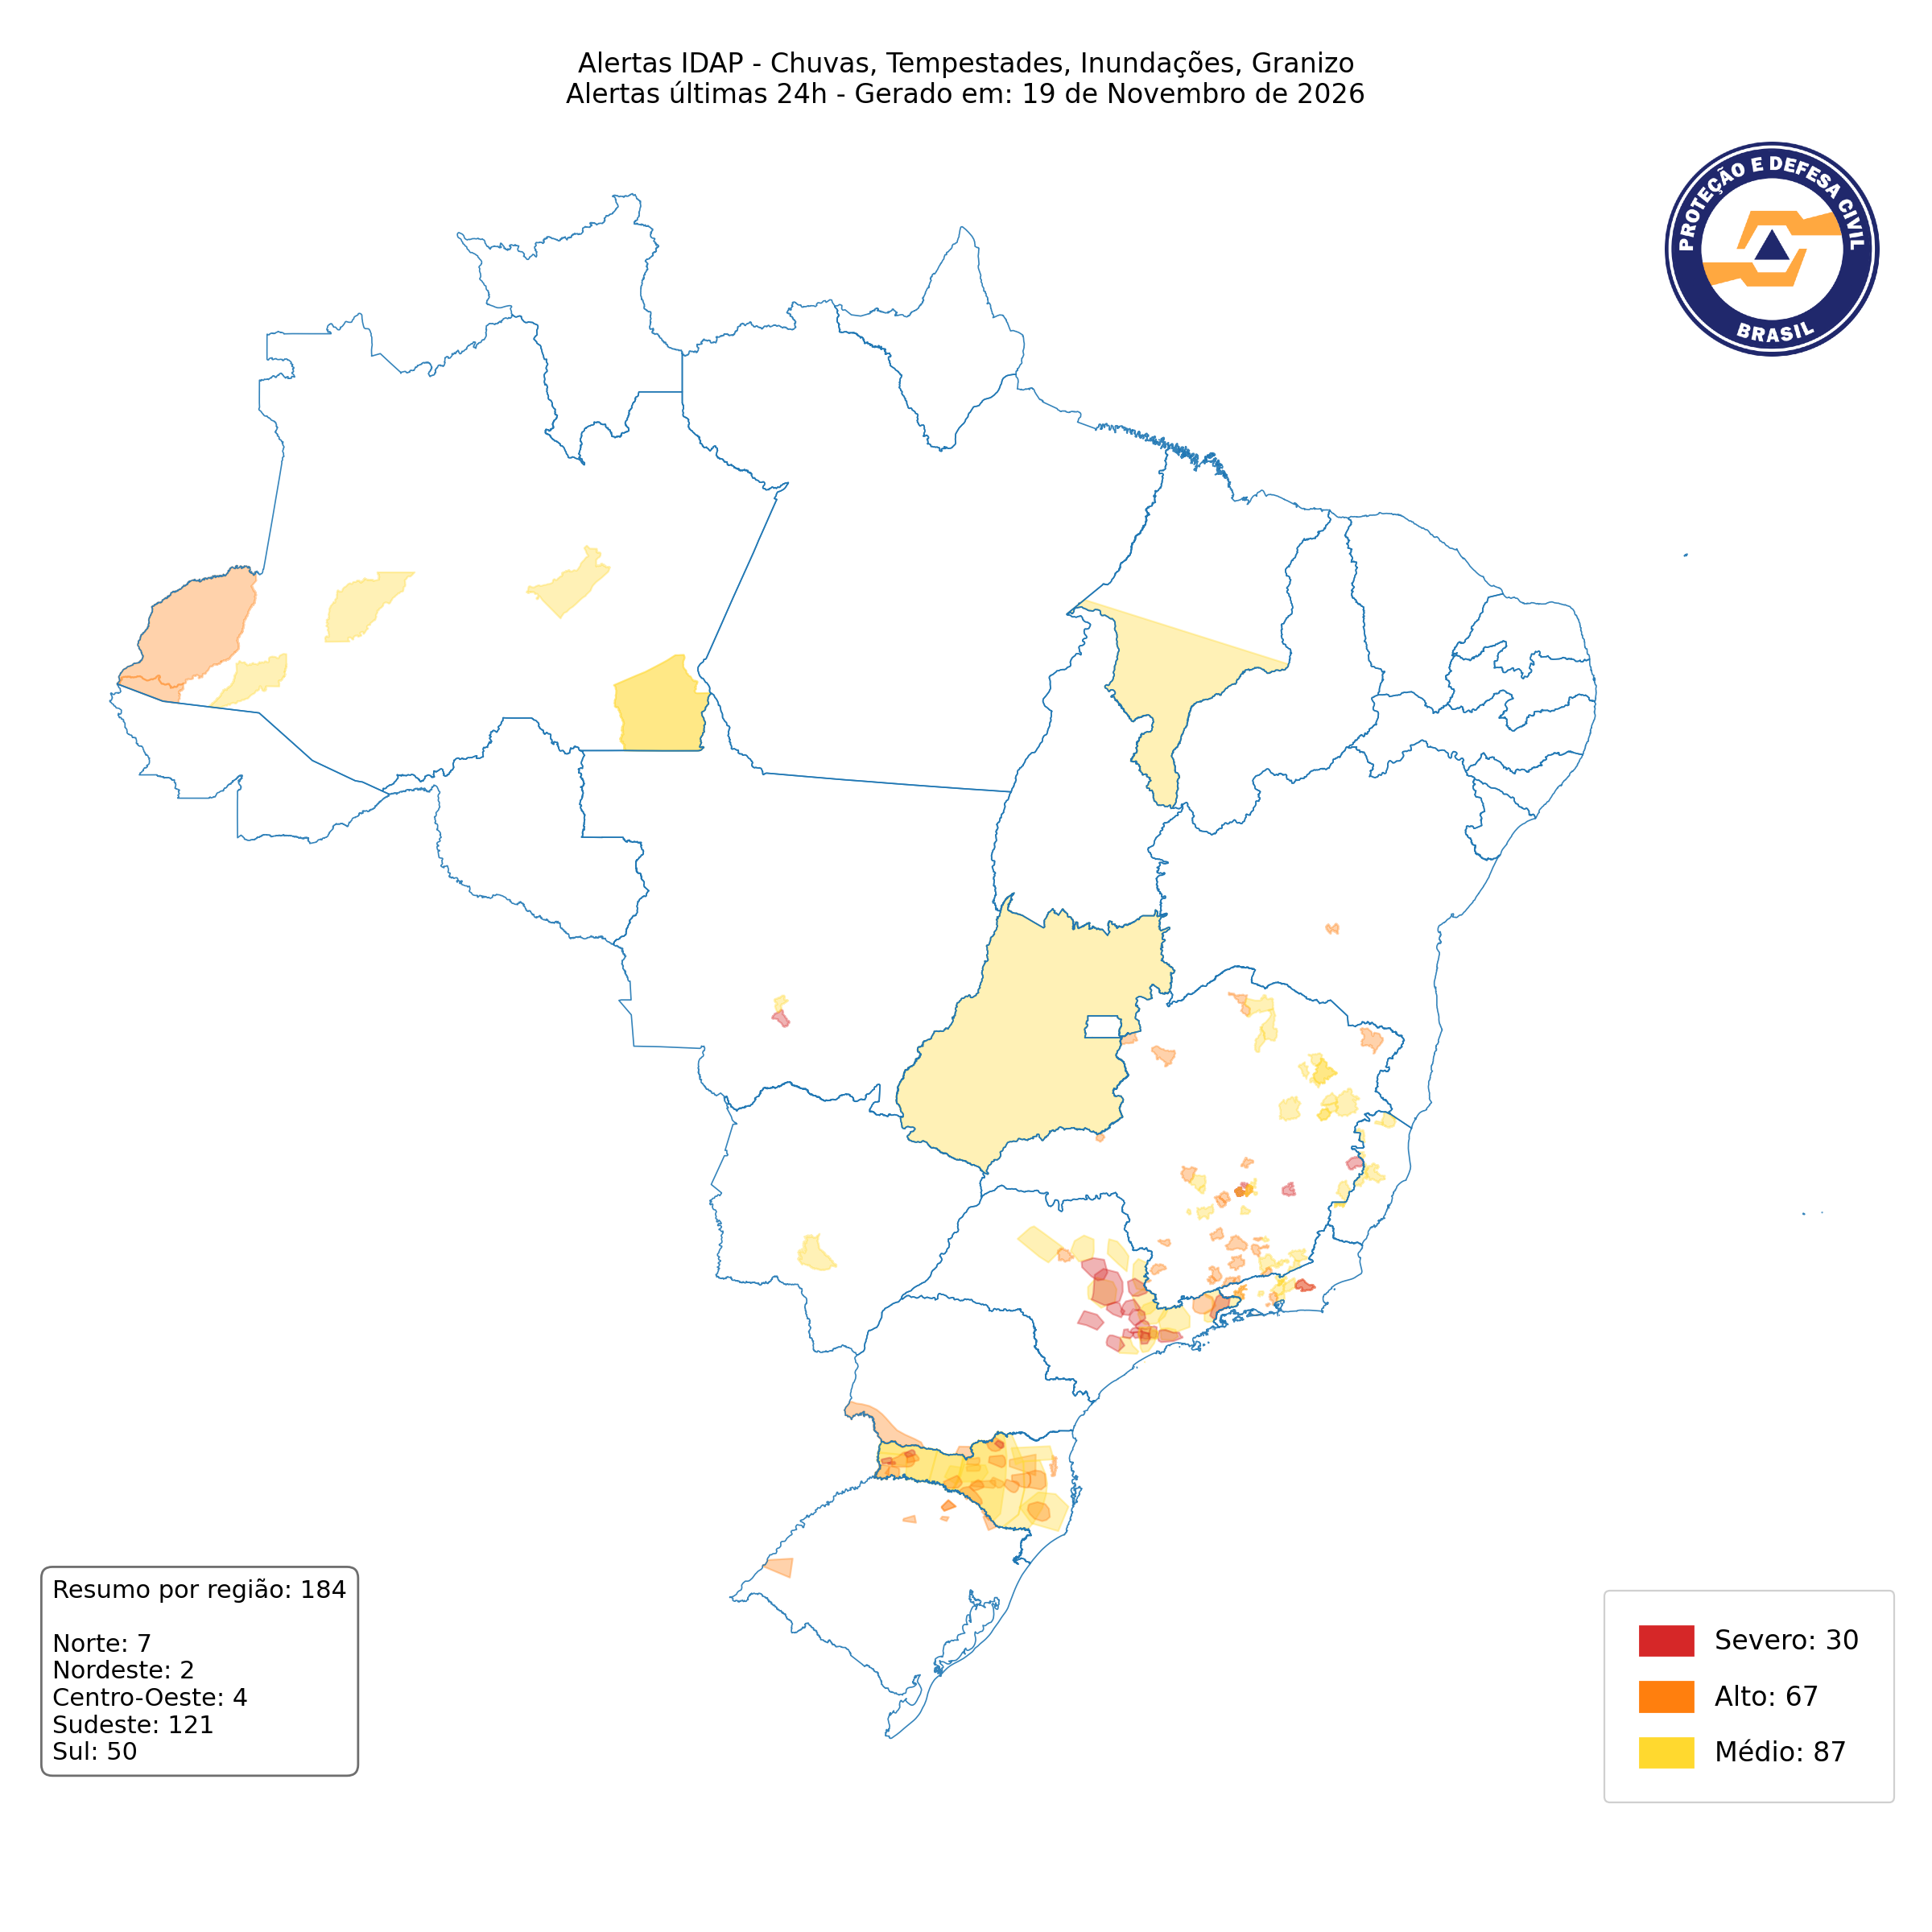 Alertas IDAP - Chuvas, Tempestades, Inundações, Granizo
Alertas últimas 24h - Gerado em: 19 de Novembro de 2026
PROTEÇÃO E DEFESA CIVIL
BRASIL
Resumo por região: 184
Norte: 7
Nordeste: 2
Centro-Oeste: 4
Sudeste: 121
Sul: 50
Severo: 30
Alto: 67
Médio: 87